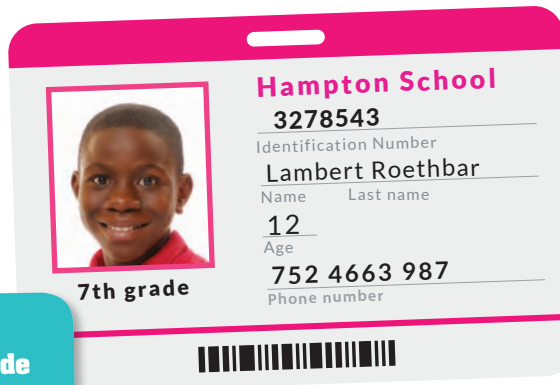 Hampton School
3278543
Identification Number
Lambert Roethbar
Name Last name
12
Age
752 4663 987
Phone number
7th grade
de